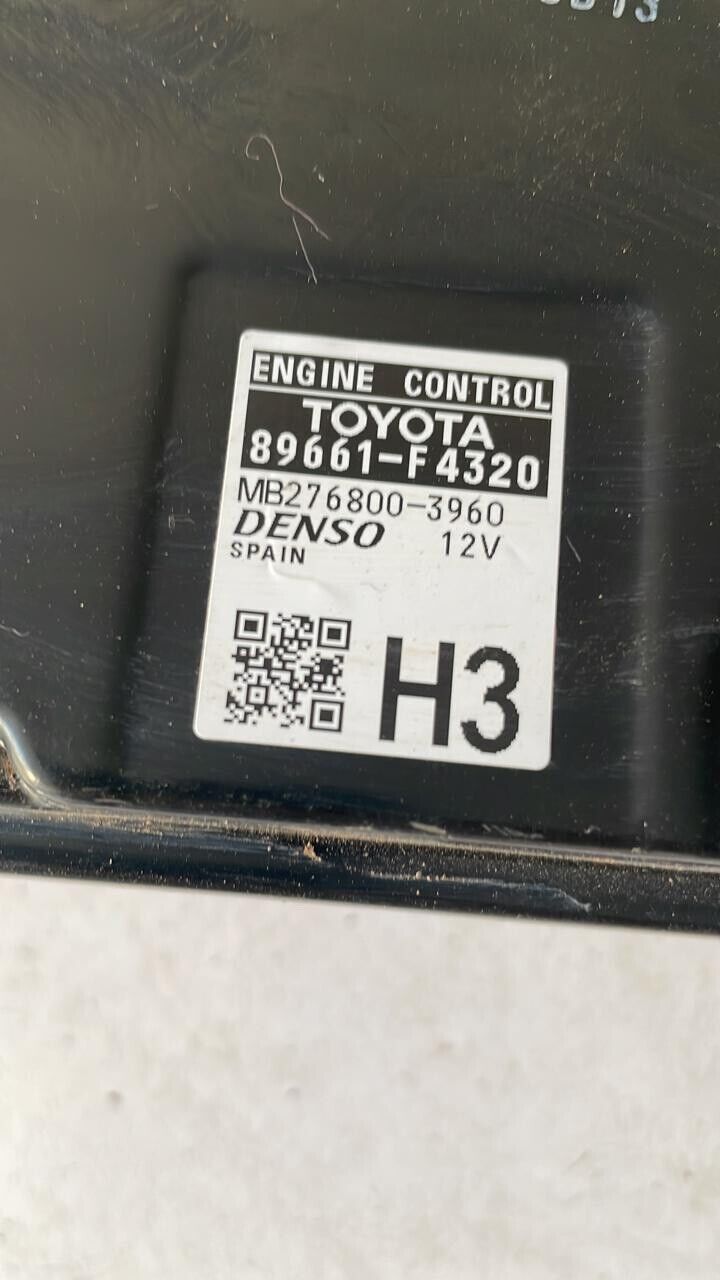 ENGINE CONTROL
TOYOTA
89661-F4320
MB276800-3960
DENSO 12V
SPAIN
H3